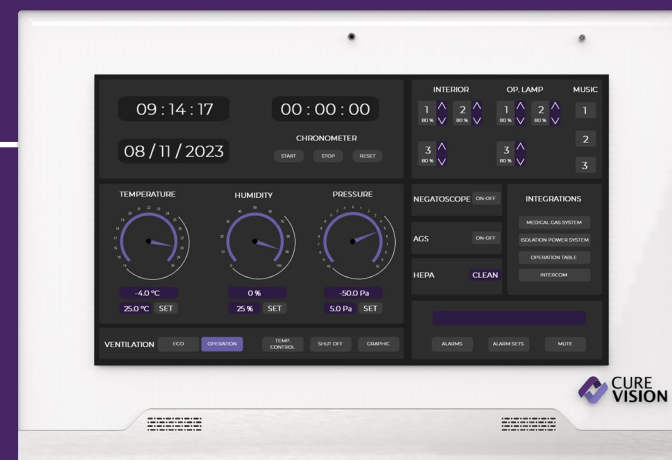 09 : 14 : 17
00 : 00 : 00
08 / 11 / 2023
CHRONOMETER
START STOP RESET
INTERIOR OP. LAMP MUSIC
1 2 1 2 1
80 % 80 % 80 % 80 %
2
3 3 3
80 % 80 %
TEMPERATURE HUMIDITY PRESSURE
-4.0 °C 0 % -50.0 Pa
25.0 °C SET 25 % SET 5.0 Pa SET
NEGATOSCOPE ON-OFF
AGS ON-OFF
HEPA CLEAN
INTEGRATIONS
MEDICAL GAS SYSTEM
ISOLATION POWER SYSTEM
OPERATION TABLE
INTERCOM
VENTILATION ECO OPERATION TEMP. CONTROL SHUT OFF GRAPHIC
ALARMS ALARM SETS MUTE
CURE
VISION